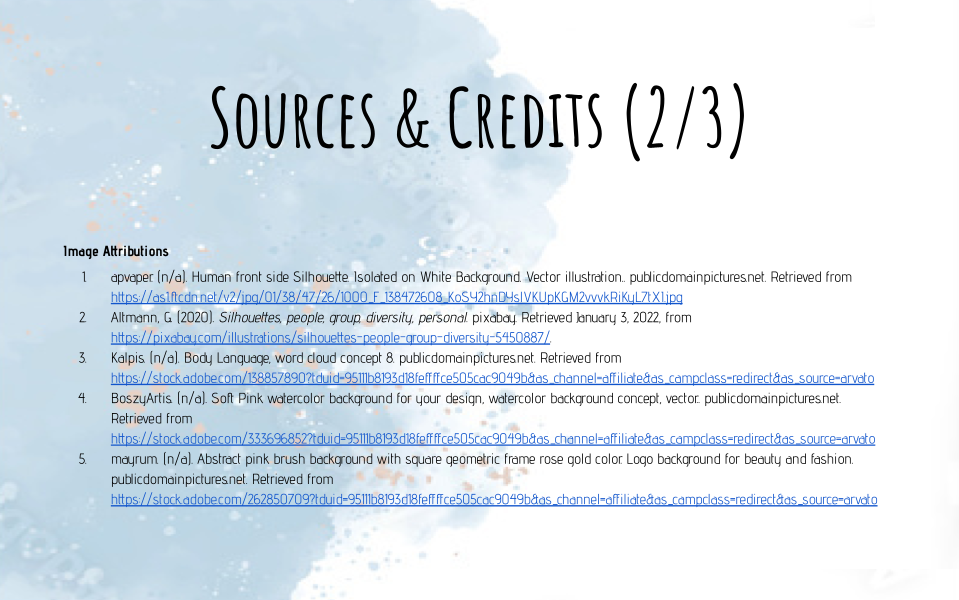 Sources & Credits (2/3)
Image Attributions
1. apvaper. (n/a). Human front side Silhouette. Isolated on White Background. Vector illustration.. publicdomainpictures.net. Retrieved from
https://as1.ftcdn.net/v2/jpg/01/38/47/26/1000_F_138472608_KoSY2hnDHsIVKUpKGM2vvvkRiKyL7tX1.jpg
2. Altmann, G. (2020). Silhouettes, people, group, diversity, personal. pixabay. Retrieved January 3, 2022, from
https://pixabay.com/illustrations/silhouettes-people-group-diversity-5450887/.
3. Kalpis. (n/a). Body Language, word cloud concept 8. publicdomainpictures.net. Retrieved from
https://stock.adobe.com/138857890?tduid=95111b8193d18feffffce505cac9049b&as_channel=affiliate&as_campclass=redirect&as_source=arvato
4. BoszyArtis. (n/a). Soft Pink watercolor background for your design, watercolor background concept, vector. publicdomainpictures.net.
Retrieved from
https://stock.adobe.com/333696852?tduid=95111b8193d18feffffce505cac9049b&as_channel=affiliate&as_campclass=redirect&as_source=arvato
5. mayrum. (n/a). Abstract pink brush background with square geometric frame rose gold color. Logo background for beauty and fashion.
publicdomainpictures.net. Retrieved from
https://stock.adobe.com/262850709?tduid=95111b8193d18feffffce505cac9049b&as_channel=affiliate&as_campclass=redirect&as_source=arvato